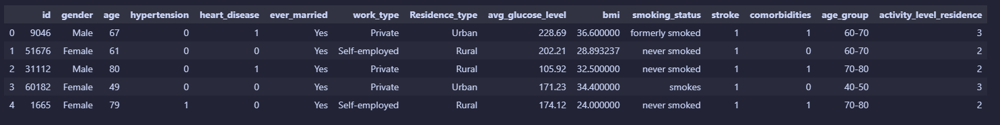 id gender age hypertension heart_disease ever_married work_type Residence_type avg_glucose_level bmi smoking_status stroke comorbidities age_group activity_level_residence
0 9046 Male 67 0 1 Yes Private Urban 228.69 36.600000 formerly smoked 1 1 60-70 3
1 51676 Female 61 0 0 Yes Self-employed Rural 202.21 28.893237 never smoked 1 0 60-70 2
2 31112 Male 80 0 1 Yes Private Rural 105.92 32.500000 never smoked 1 1 70-80 2
3 60182 Female 49 0 0 Yes Private Urban 171.23 34.400000 smokes 1 0 40-50 3
4 1665 Female 79 1 0 Yes Self-employed Rural 174.12 24.000000 never smoked 1 1 70-80 2